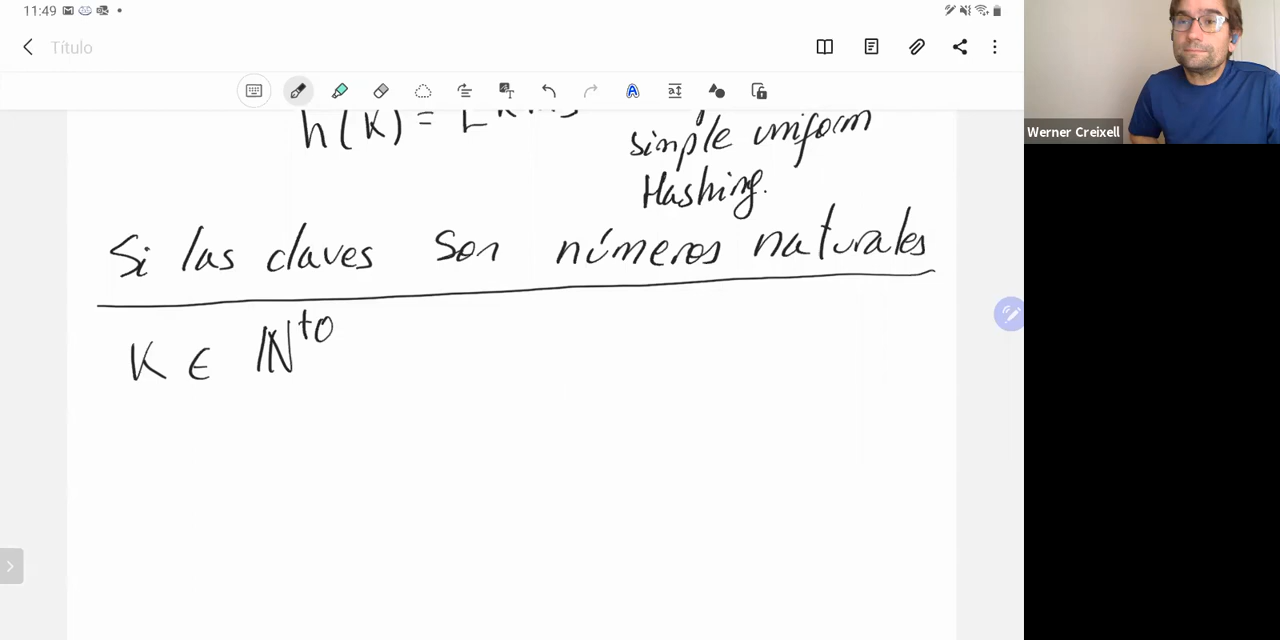 11:49
Título
h(k) =
simple uniform
Hashing.
Si las claves son números naturales
K ∈ ℕ^+0
Werner Creixell